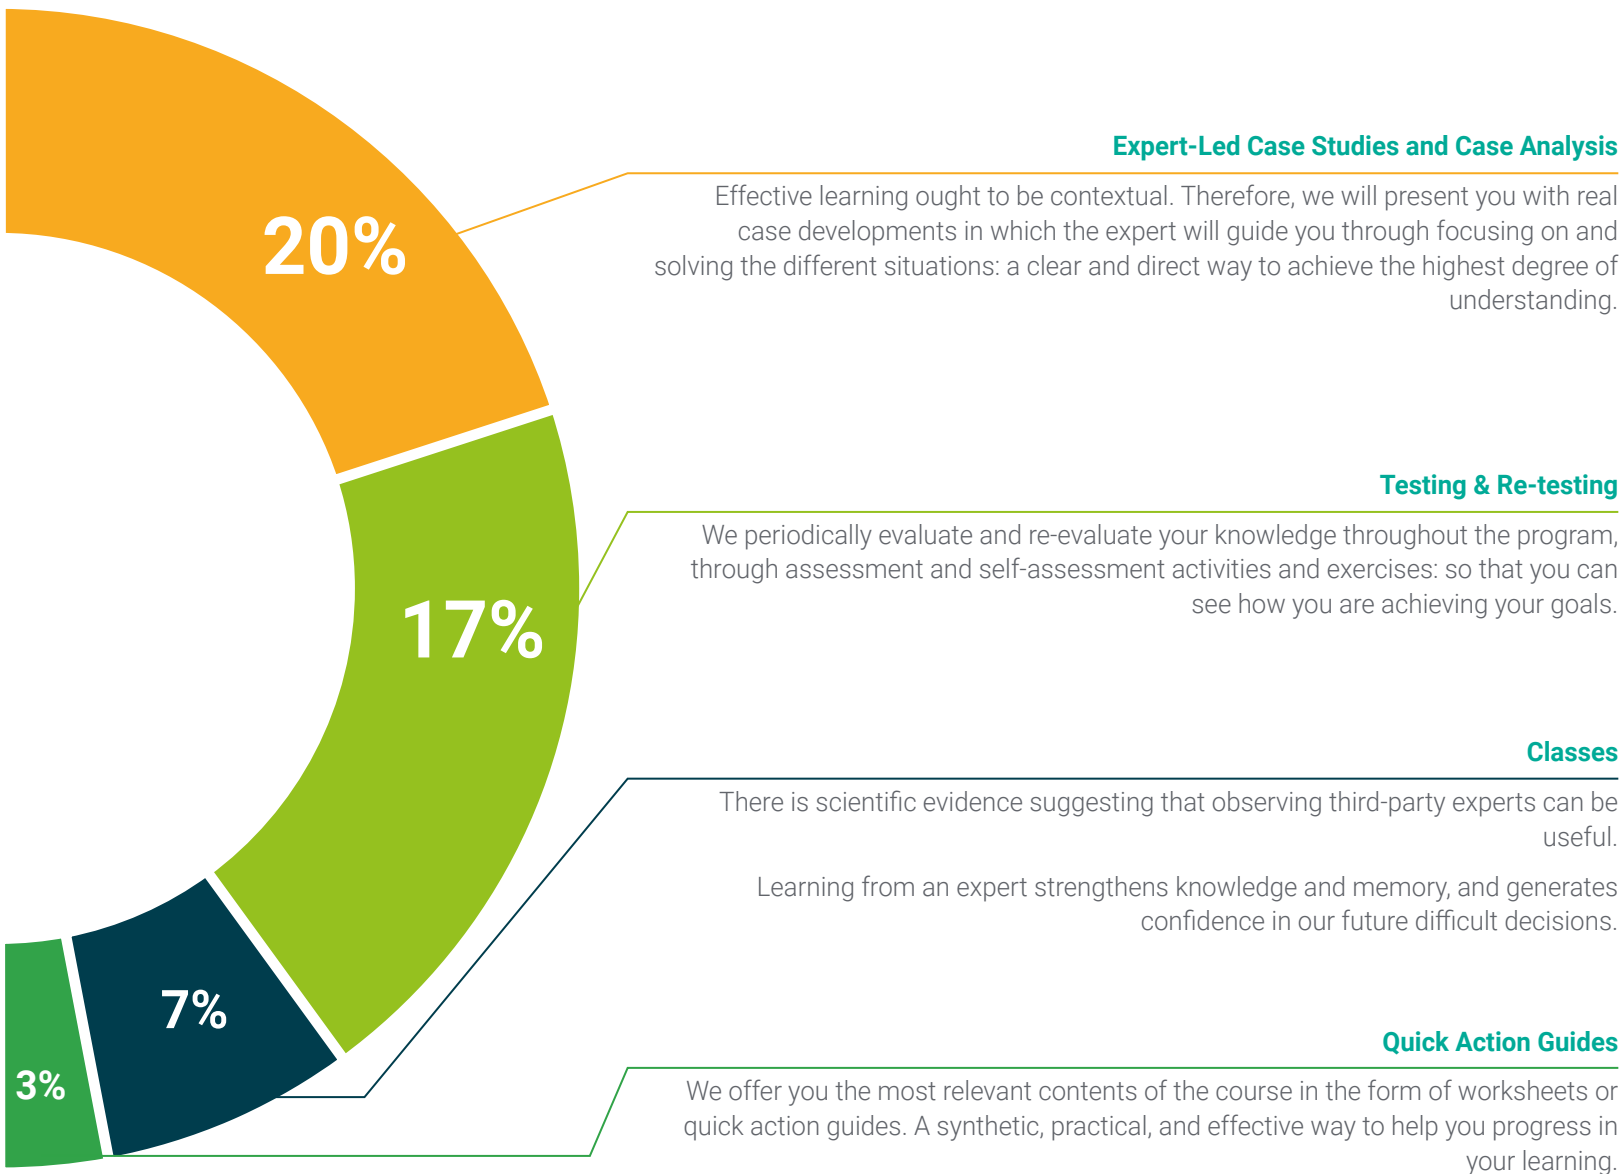 Expert-Led Case Studies and Case Analysis
Effective learning ought to be contextual. Therefore, we will present you with real
case developments in which the expert will guide you through focusing on and
solving the different situations: a clear and direct way to achieve the highest degree of
understanding.
20%
Testing & Re-testing
We periodically evaluate and re-evaluate your knowledge throughout the program,
through assessment and self-assessment activities and exercises: so that you can
see how you are achieving your goals.
17%
Classes
There is scientific evidence suggesting that observing third-party experts can be
useful.
Learning from an expert strengthens knowledge and memory, and generates
confidence in our future difficult decisions.
7%
Quick Action Guides
We offer you the most relevant contents of the course in the form of worksheets or
quick action guides. A synthetic, practical, and effective way to help you progress in
your learning.
3%